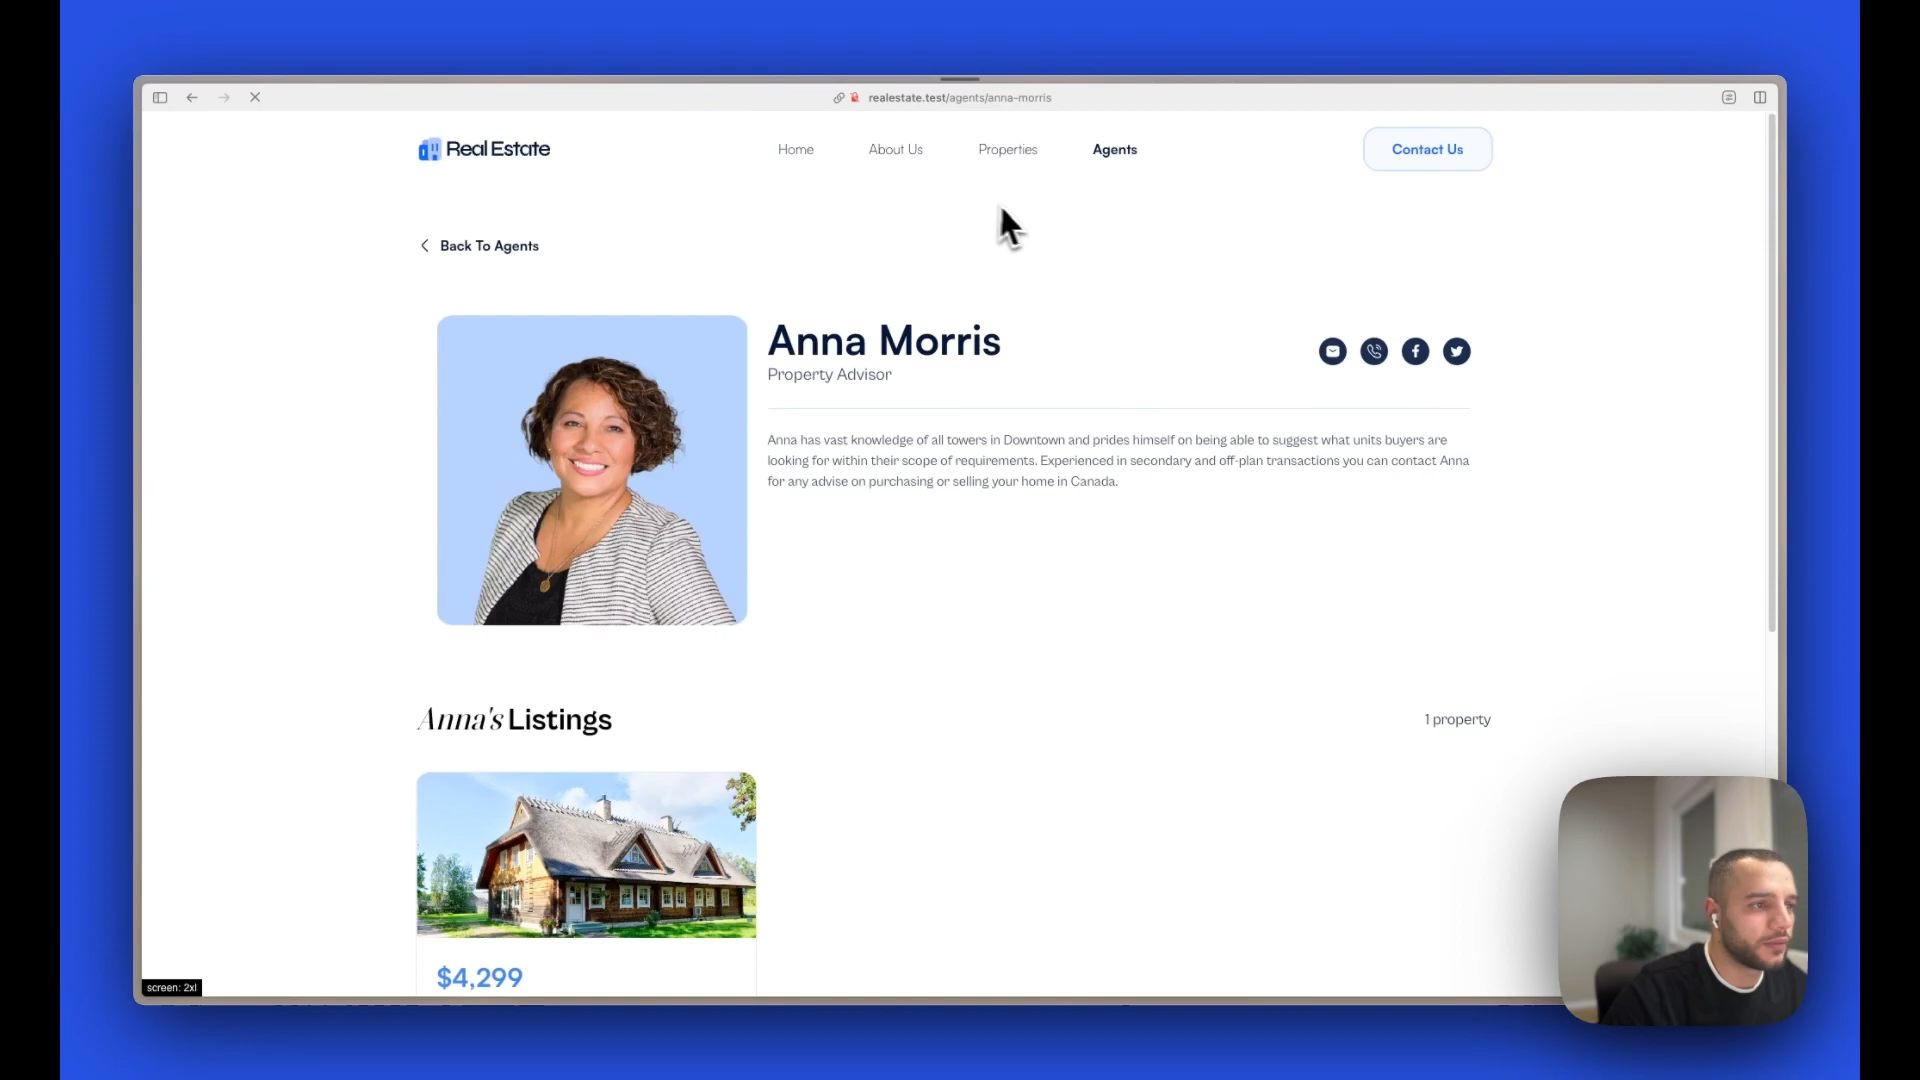 realestate.test/agents/anna-morris
Real Estate
Home
About Us
Properties
Agents
Contact Us
Back To Agents
Anna Morris
Property Advisor
Anna has vast knowledge of all towers in Downtown and prides himself on being able to suggest what units buyers are
looking for within their scope of requirements. Experienced in secondary and off-plan transactions you can contact Anna
for any advise on purchasing or selling your home in Canada.
Anna's Listings
1 property
$4,299
screen: 2xl